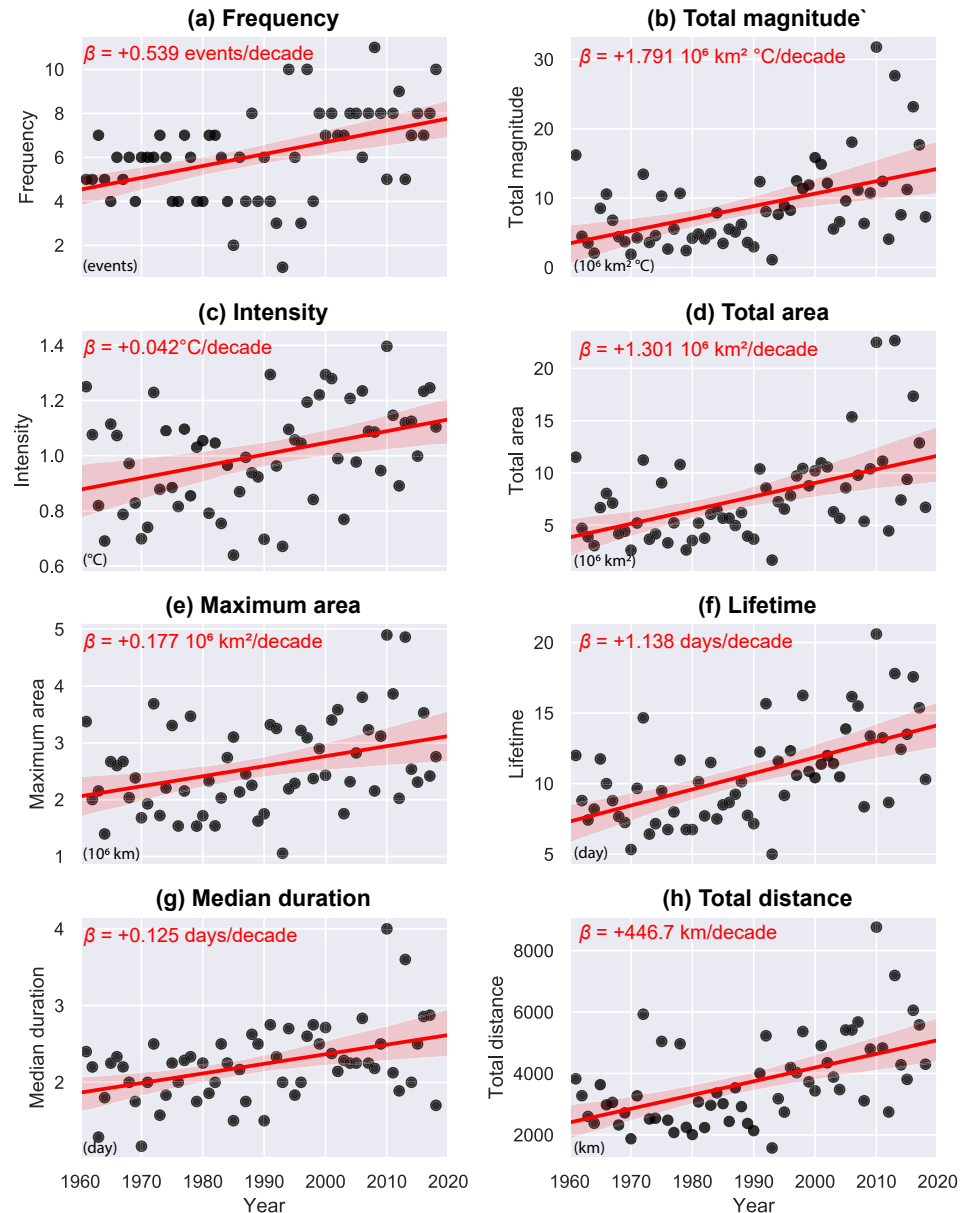 (a) Frequency
β = +0.539 events/decade
10
8
6
4
2
Frequency
(events)
(b) Total magnitude`
β = +1.791 10⁶ km² °C/decade
30
20
10
0
Total magnitude
(10⁶ km² °C)
(c) Intensity
β = +0.042°C/decade
1.4
1.2
1.0
0.8
0.6
Intensity
(°C)
(d) Total area
β = +1.301 10⁶ km²/decade
20
15
10
5
Total area
(10⁶ km²)
(e) Maximum area
β = +0.177 10⁶ km²/decade
5
4
3
2
1
Maximum area
(10⁶ km)
(f) Lifetime
β = +1.138 days/decade
20
15
10
5
Lifetime
(day)
(g) Median duration
β = +0.125 days/decade
4
3
2
Median duration
(day)
1960 1970 1980 1990 2000 2010 2020
Year
(h) Total distance
β = +446.7 km/decade
8000
6000
4000
2000
Total distance
(km)
1960 1970 1980 1990 2000 2010 2020
Year